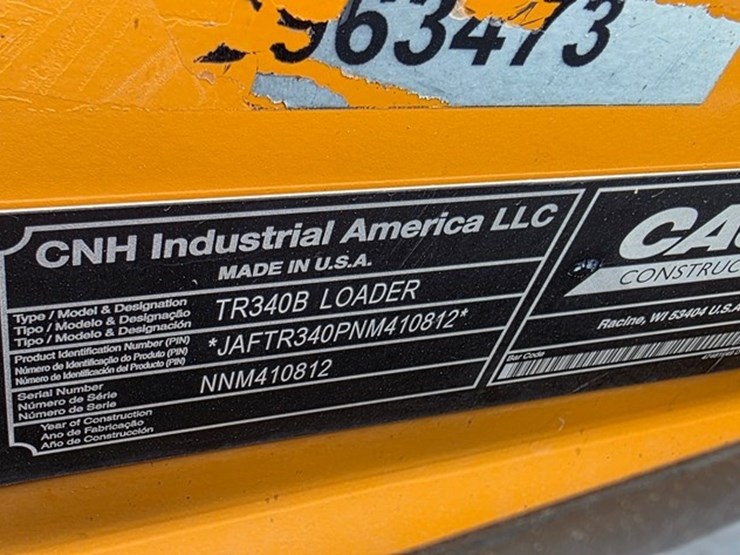 963473
CNH Industrial America LLC
MADE IN U.S.A.
Type / Model & Designation
Tipo / Modelo & Designação
Tipo / Modelo & Designación
TR340B LOADER
Product Identification Number (PIN)
Número de Identificação do Produto (PIN)
Número de Identificación del Producto (PIN)
*JAFTR340PNM410812*
Serial Number
Número de Série
Número de Serie
NNM410812
Year of Construction
Ano de Fabricação
Año de Construcción
CAS
CONSTRUC
Racine, WI 53404 U.S.A
Bar Code